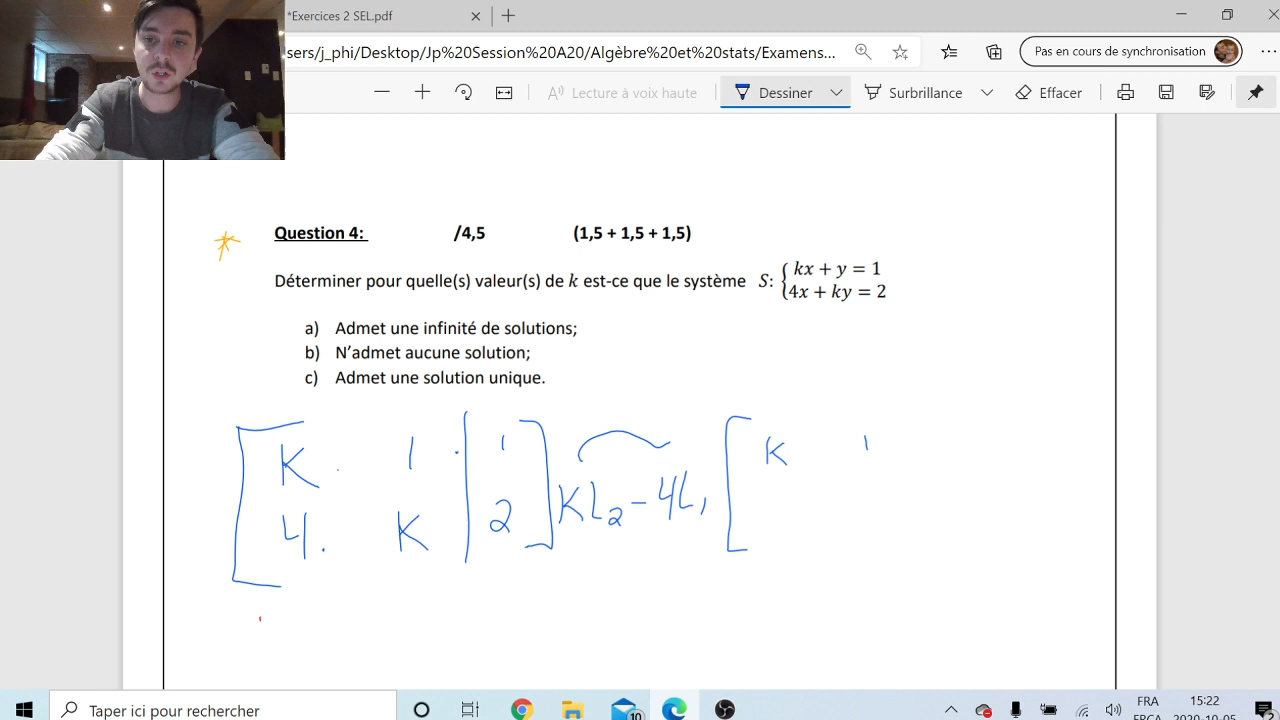 *Exercices 2 SEL.pdf
sers/j_phi/Desktop/Jp%20Session%20A20/Algèbre%20et%20stats/Examens...
Pas en cours de synchronisation
Lecture à voix haute
Dessiner
Surbrillance
Effacer
Question 4: /4,5 (1,5 + 1,5 + 1,5)
Déterminer pour quelle(s) valeur(s) de k est-ce que le système S: { kx + y = 1
4x + ky = 2
a) Admet une infinité de solutions;
b) N'admet aucune solution;
c) Admet une solution unique.
K 1 1 K 1
4 K 2 KL2 - 4L1
Taper ici pour rechercher
10
FRA
15:22
2